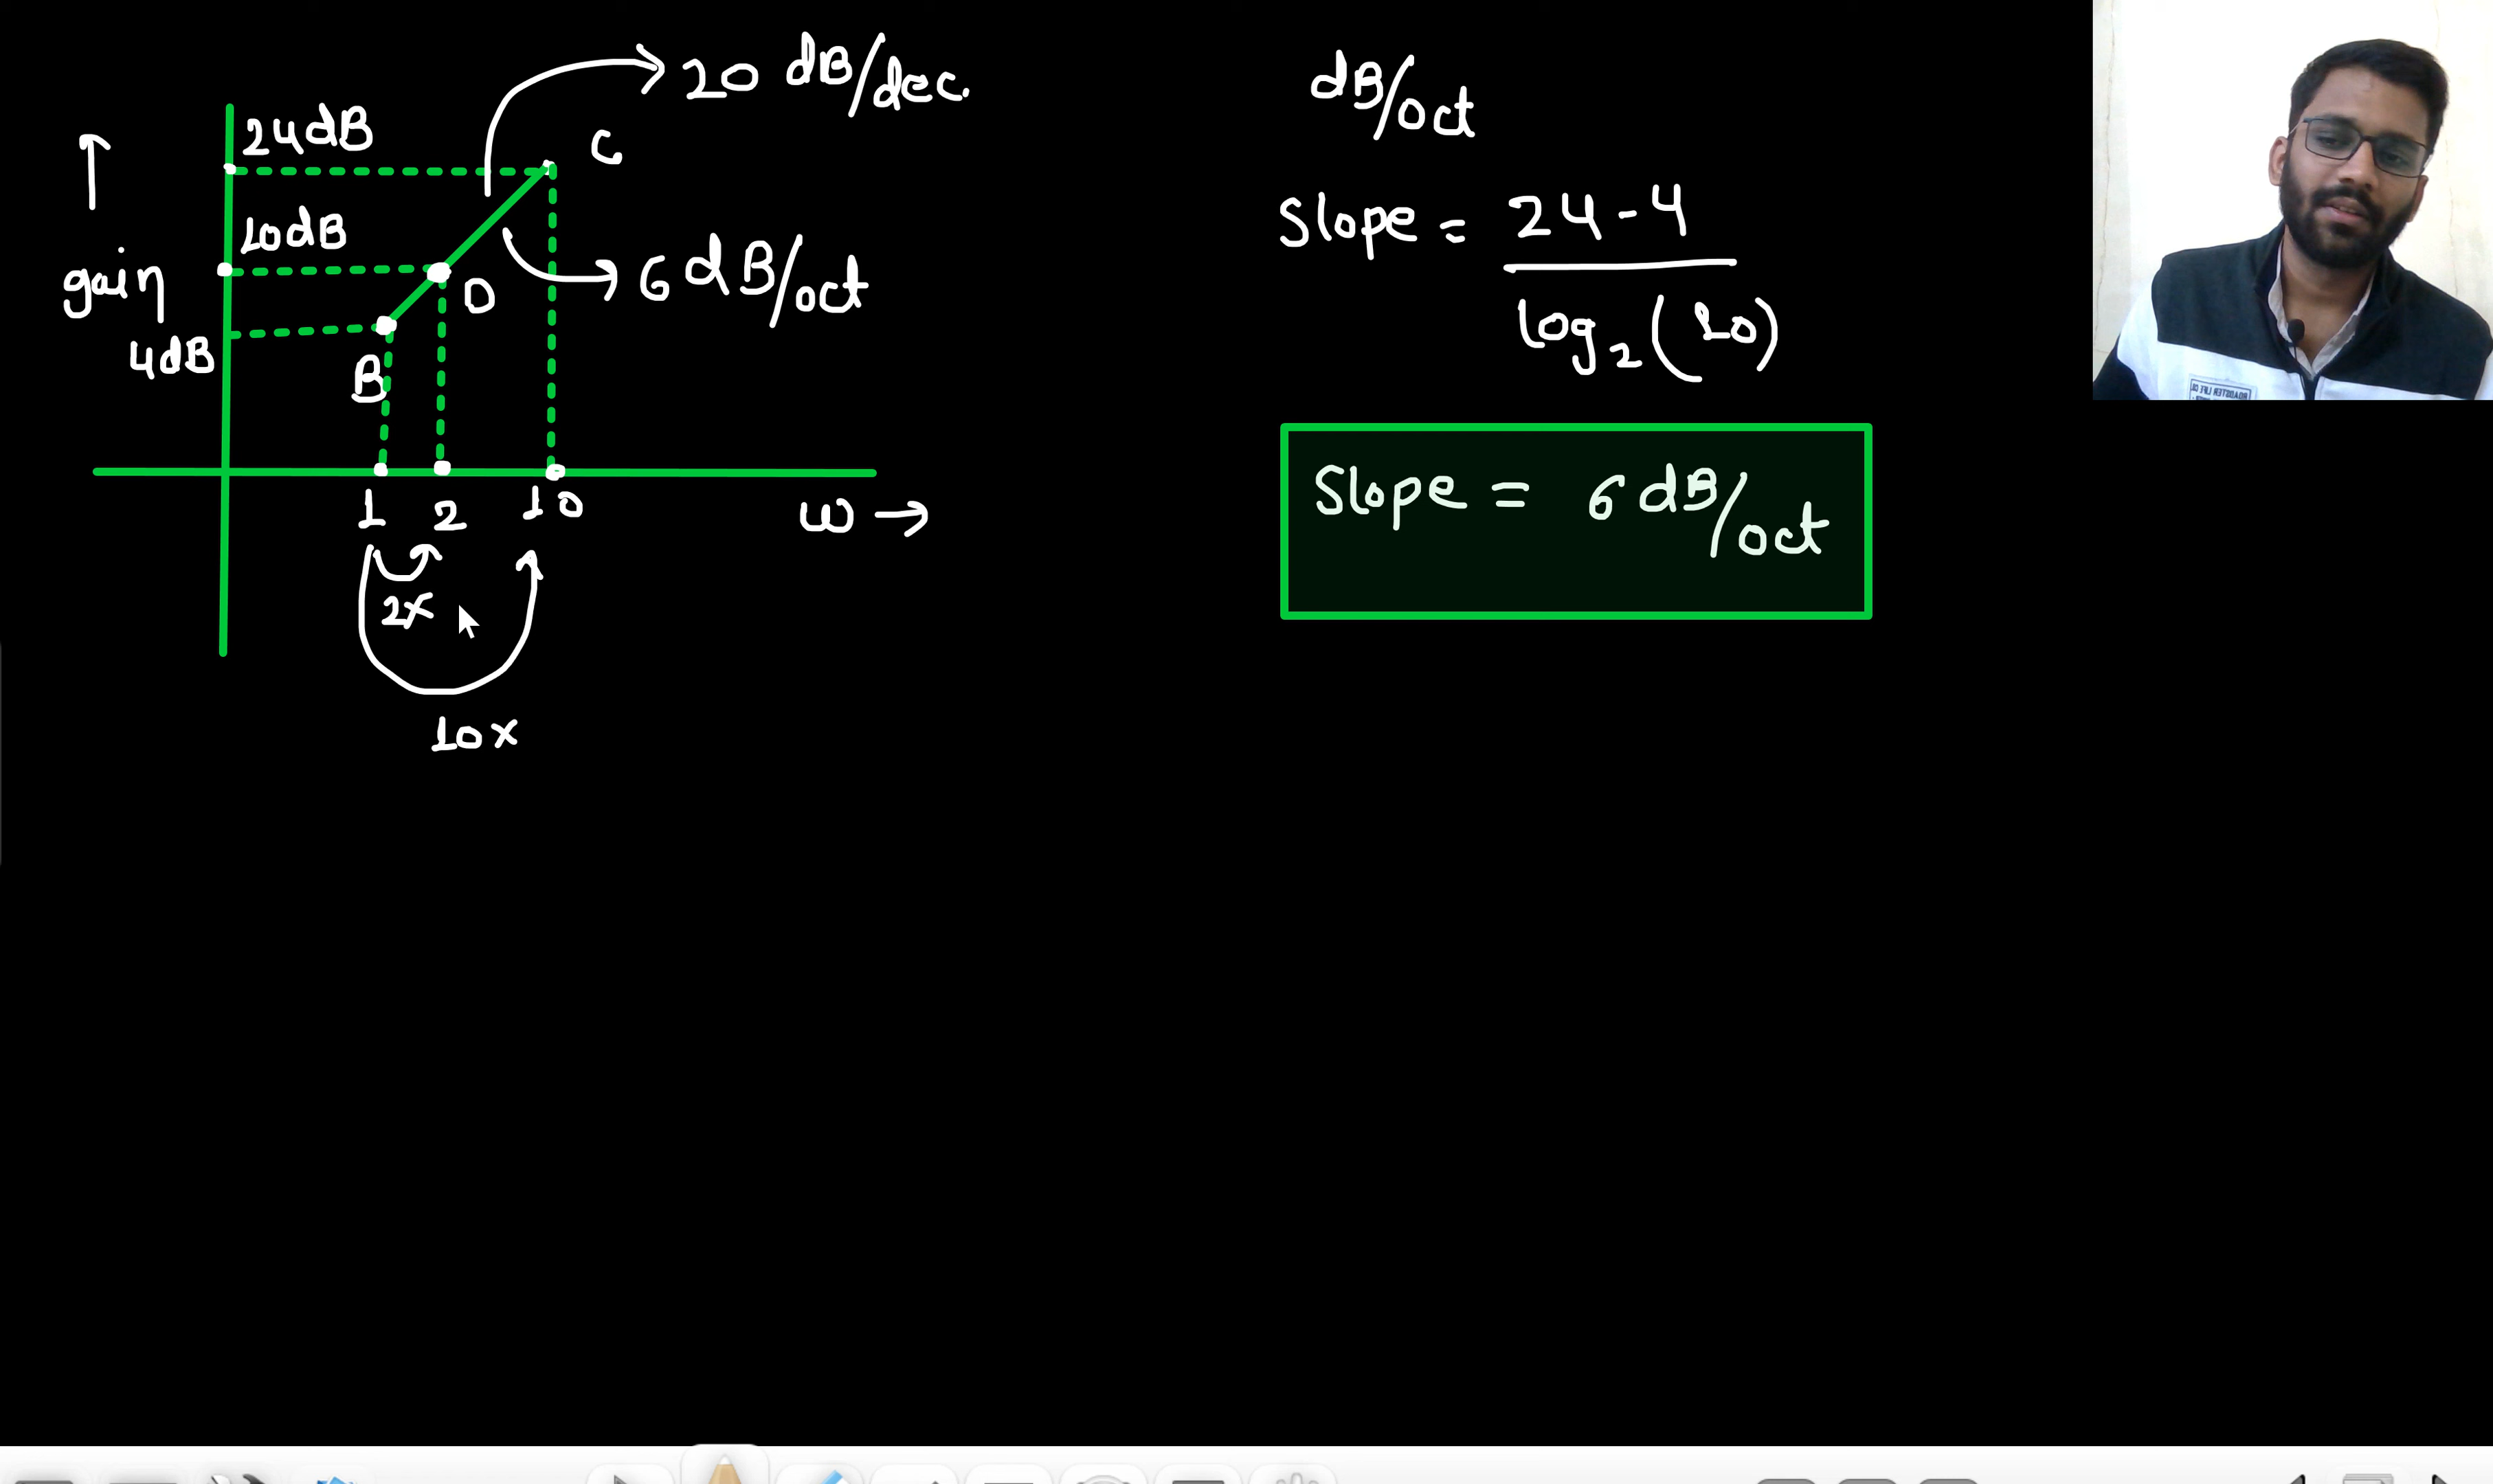 20 dB/dec.
24dB
C
10dB
gain
6 dB/oct
D
4dB
B
1 2 10
ω →
2x
10x
dB/oct
Slope = 24-4
log₂(10)
Slope = 6 dB/oct